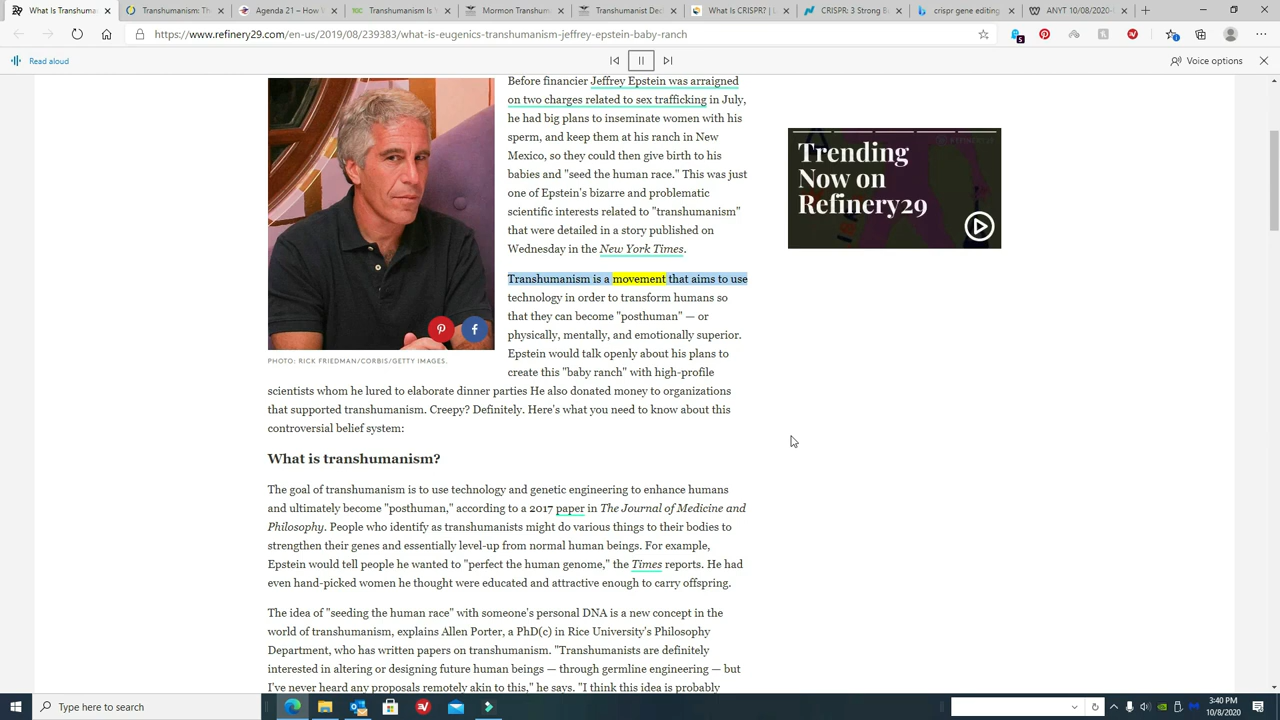 What is Transhuma
Transhumanism: Th
Agenda 21 – How W
Transhumanism Is \
Mormon Transhum
Transhumanist Decl
What is CRISPR? | L
CRISPR: 3 Strong B
crispr gene editing
ANYT 10/08/2020 -
https://www.refinery29.com/en-us/2019/08/239383/what-is-eugenics-transhumanism-jeffrey-epstein-baby-ranch
Read aloud
Voice options
Before financier Jeffrey Epstein was arraigned
on two charges related to sex trafficking in July,
he had big plans to inseminate women with his
sperm, and keep them at his ranch in New
Mexico, so they could then give birth to his
babies and "seed the human race." This was just
one of Epstein's bizarre and problematic
scientific interests related to "transhumanism"
that were detailed in a story published on
Wednesday in the New York Times.
Transhumanism is a movement that aims to use
technology in order to transform humans so
that they can become "posthuman" — or
physically, mentally, and emotionally superior.
Epstein would talk openly about his plans to
create this "baby ranch" with high-profile
PHOTO: RICK FRIEDMAN/CORBIS/GETTY IMAGES.
scientists whom he lured to elaborate dinner parties He also donated money to organizations
that supported transhumanism. Creepy? Definitely. Here's what you need to know about this
controversial belief system:
Trending
Now on
Refinery29
What is transhumanism?
The goal of transhumanism is to use technology and genetic engineering to enhance humans
and ultimately become "posthuman," according to a 2017 paper in The Journal of Medicine and
Philosophy. People who identify as transhumanists might do various things to their bodies to
strengthen their genes and essentially level-up from normal human beings. For example,
Epstein would tell people he wanted to "perfect the human genome," the Times reports. He had
even hand-picked women he thought were educated and attractive enough to carry offspring.
The idea of "seeding the human race" with someone's personal DNA is a new concept in the
world of transhumanism, explains Allen Porter, a PhD(c) in Rice University's Philosophy
Department, who has written papers on transhumanism. "Transhumanists are definitely
interested in altering or designing future human beings — through germline engineering — but
I've never heard any proposals remotely akin to this," he says. "I think this idea is probably
Type here to search
3:40 PM
10/8/2020